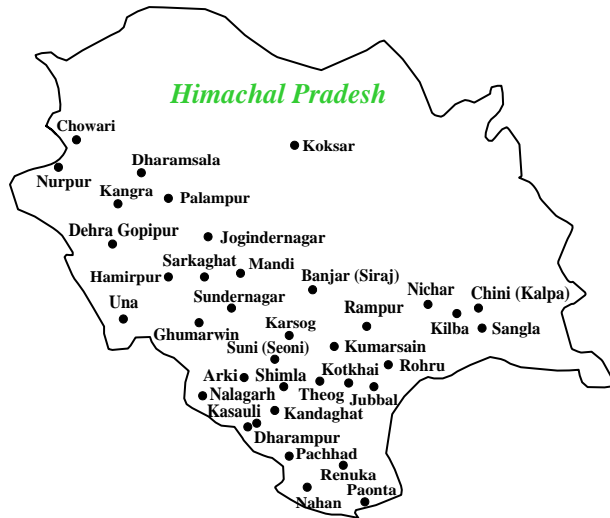 Himachal Pradesh
Chowari
Koksar
Dharamsala
Nurpur
Kangra
Palampur
Dehra Gopipur
Jogindernagar
Sarkaghat
Mandi
Hamirpur
Banjar (Siraj)
Nichar
Chini (Kalpa)
Una
Sundernagar
Rampur
Ghumarwin
Karsog
Kilba
Sangla
Suni (Seoni)
Kumarsain
Arki
Shimla
Kotkhai
Rohru
Nalagarh
Theog
Jubbal
Kasauli
Kandaghat
Dharampur
Pachhad
Renuka
Nahan
Paonta